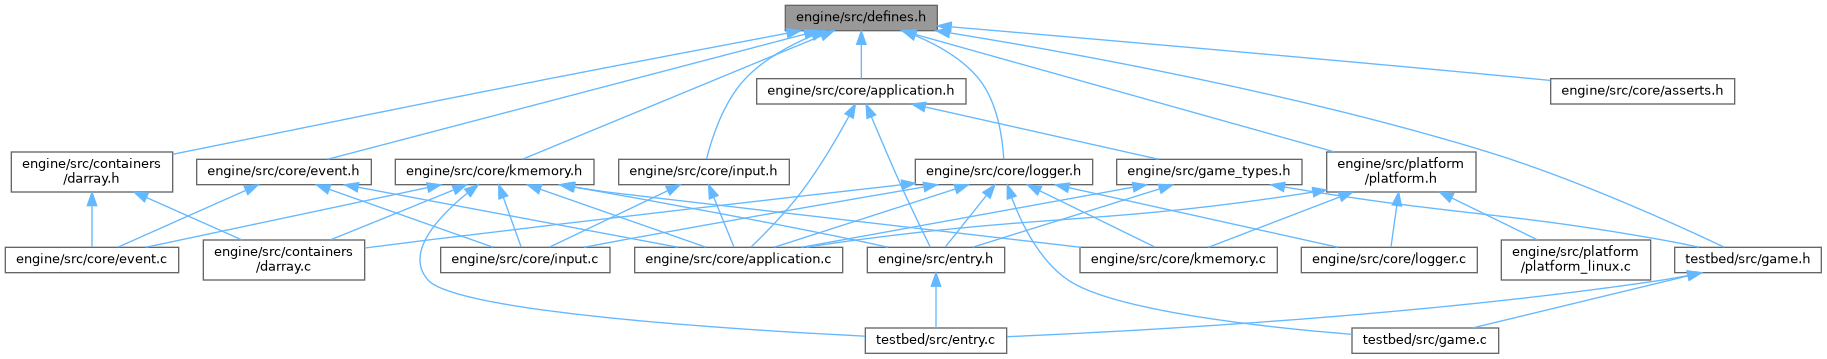 engine/src/defines.h
engine/src/core/application.h
engine/src/core/asserts.h
engine/src/containers
/darray.h
engine/src/core/event.h
engine/src/core/kmemory.h
engine/src/core/input.h
engine/src/core/logger.h
engine/src/game_types.h
engine/src/platform
/platform.h
engine/src/core/event.c
engine/src/containers
/darray.c
engine/src/core/input.c
engine/src/core/application.c
engine/src/entry.h
engine/src/core/kmemory.c
engine/src/core/logger.c
engine/src/platform
/platform_linux.c
testbed/src/game.h
testbed/src/entry.c
testbed/src/game.c